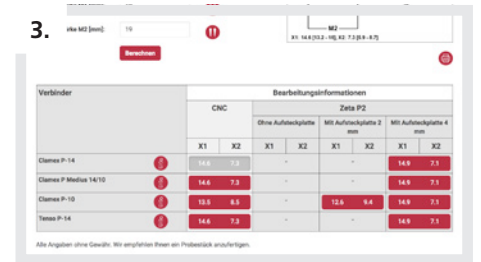 3.
rke M2 [mm]: 19
M2
X1 14.6 [13.2 - 16], X2 7.3 [5.9 - 8.7]
Berechnen
Verbinder Bearbeitungsinformationen
CNC Zeta P2
Ohne Aufsteckplatte Mit Aufsteckplatte 2 mm Mit Aufsteckplatte 4 mm
X1 X2 X1 X2 X1 X2 X1 X2
Clamex P-14 14.6 7.3 - - 14.9 7.1
Clamex P Medius 14/10 14.6 7.3 - - 14.9 7.1
Clamex P-10 15.5 6.5 - 12.6 9.4 14.9 7.1
Tenso P-14 14.6 7.3 - - 14.9 7.1
Alle Angaben ohne Gewähr. Wir empfehlen Ihnen ein Probestück anzufertigen.